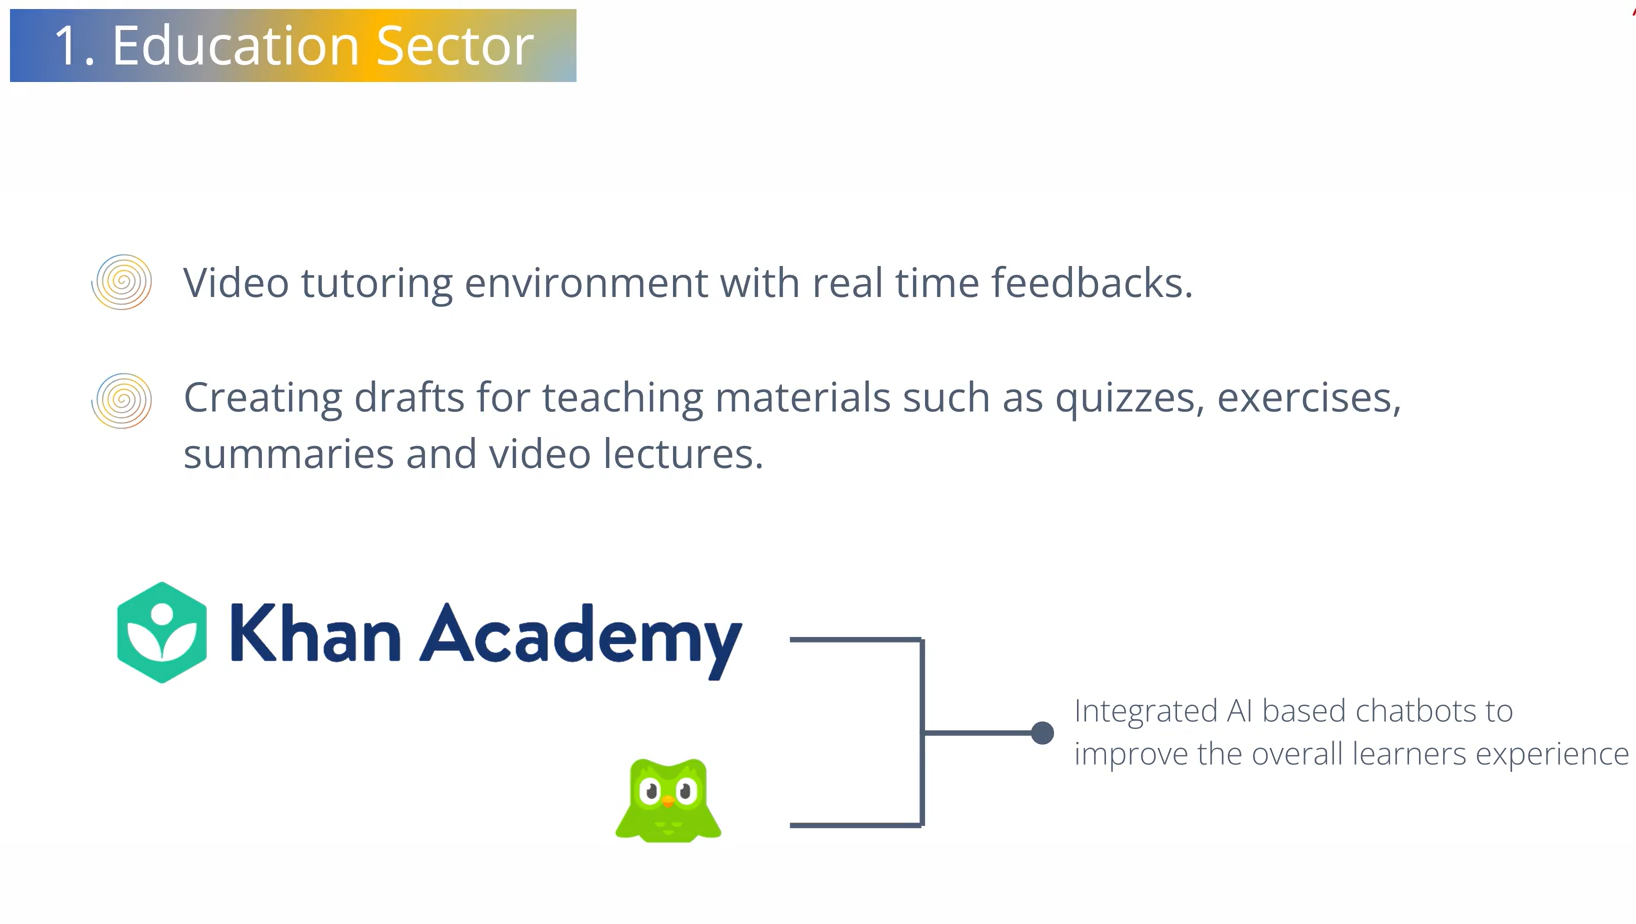 1. Education Sector
Video tutoring environment with real time feedbacks.
Creating drafts for teaching materials such as quizzes, exercises,
summaries and video lectures.
Khan Academy
Integrated AI based chatbots to
improve the overall learners experience